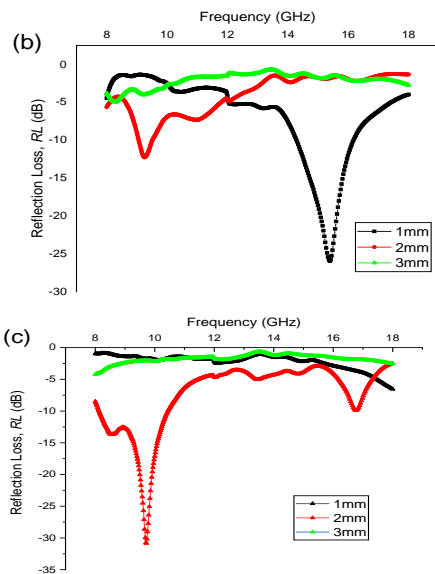 Frequency (GHz)
(b)
8 10 12 14 16 18
0
-5
-10
-15
-20
-25
-30
Reflection Loss, RL (dB)
1mm
2mm
3mm
Frequency (GHz)
(c)
8 10 12 14 16 18
0
-5
-10
-15
-20
-25
-30
-35
Reflection Loss, RL (dB)
1mm
2mm
3mm